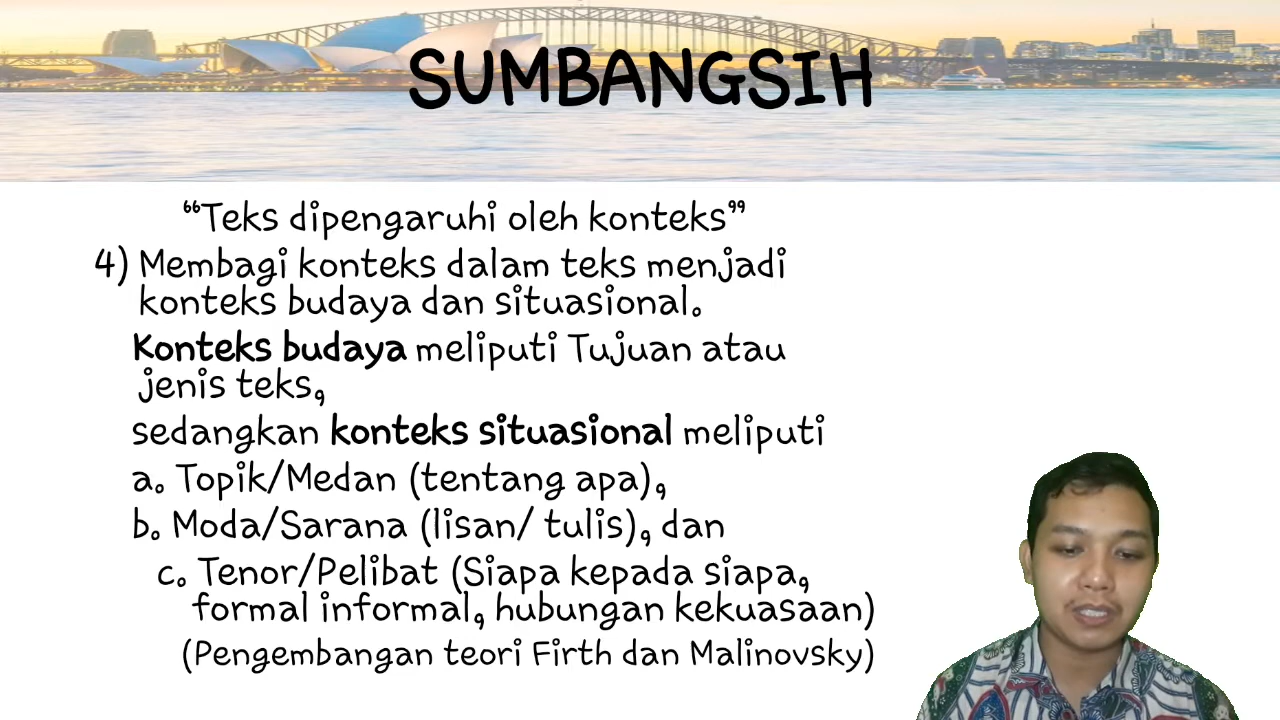 SUMBANGSIH
“Teks dipengaruhi oleh konteks”
4) Membagi konteks dalam teks menjadi
konteks budaya dan situasional.
Konteks budaya meliputi Tujuan atau
jenis teks,
sedangkan konteks situasional meliputi
a. Topik/Medan (tentang apa),
b. Moda/Sarana (lisan/ tulis), dan
c. Tenor/Pelibat (Siapa kepada siapa,
formal informal, hubungan kekuasaan)
(Pengembangan teori Firth dan Malinovsky)